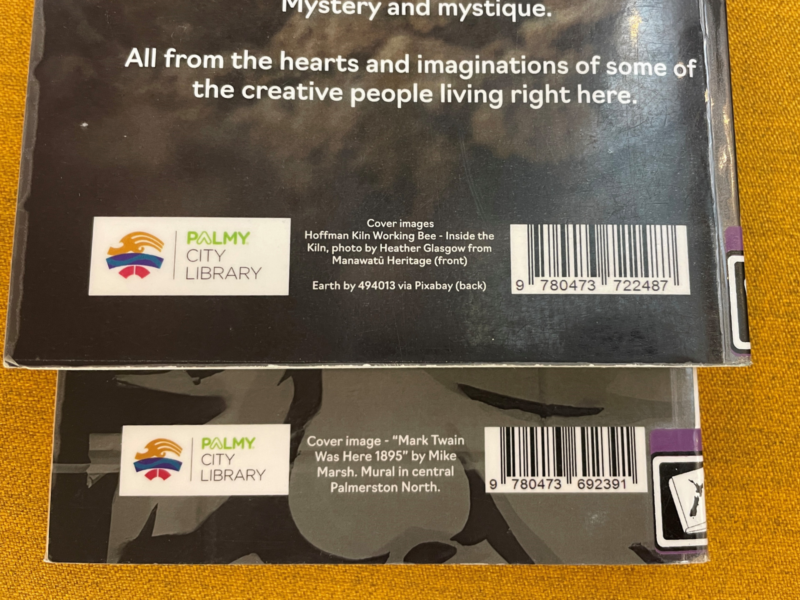 Mystery and mystique.
All from the hearts and imaginations of some of
the creative people living right here.
PALMY
CITY
LIBRARY
Cover images
Hoffman Kiln Working Bee - Inside the
Kiln, photo by Heather Glasgow from
Manawatū Heritage (front)
Earth by 494013 via Pixabay (back)
9 780473 722487
PALMY
CITY
LIBRARY
Cover image - “Mark Twain
Was Here 1895” by Mike
Marsh. Mural in central
Palmerston North.
9 780473 692391